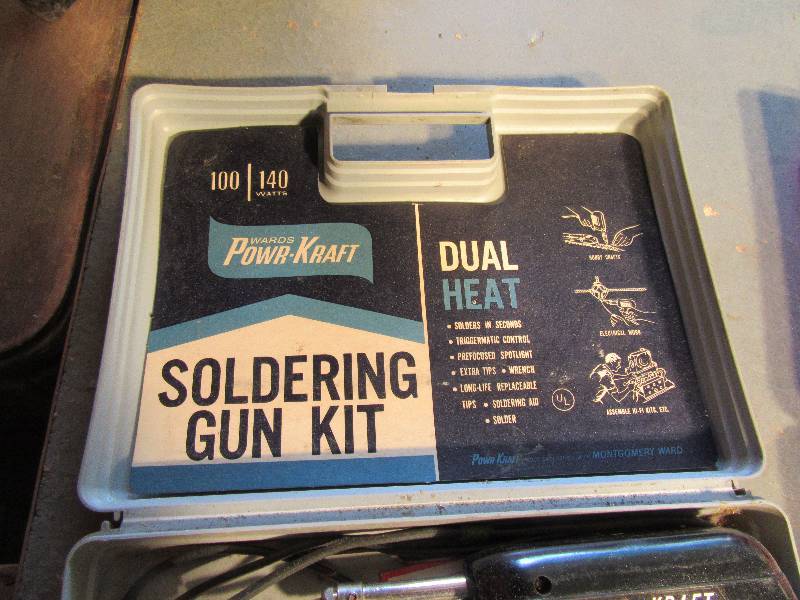 100 | 140
WATTS
WARDS
POWR-KRAFT
SOLDERING
GUN KIT
DUAL
HEAT
• SOLDERS IN SECONDS
• TRIGGERMATIC CONTROL
• PREFOCUSED SPOTLIGHT
EXTRA TIPS • WRENCH
• LONG-LIFE REPLACEABLE
TIPS • SOLDERING AID
• SOLDER
UL
HOBBY CRAFTS
ELECTRICAL WORK
ASSEMBLE HI-FI KITS, ETC.
POWR-KRAFT MONTGOMERY WARD
KRAFT